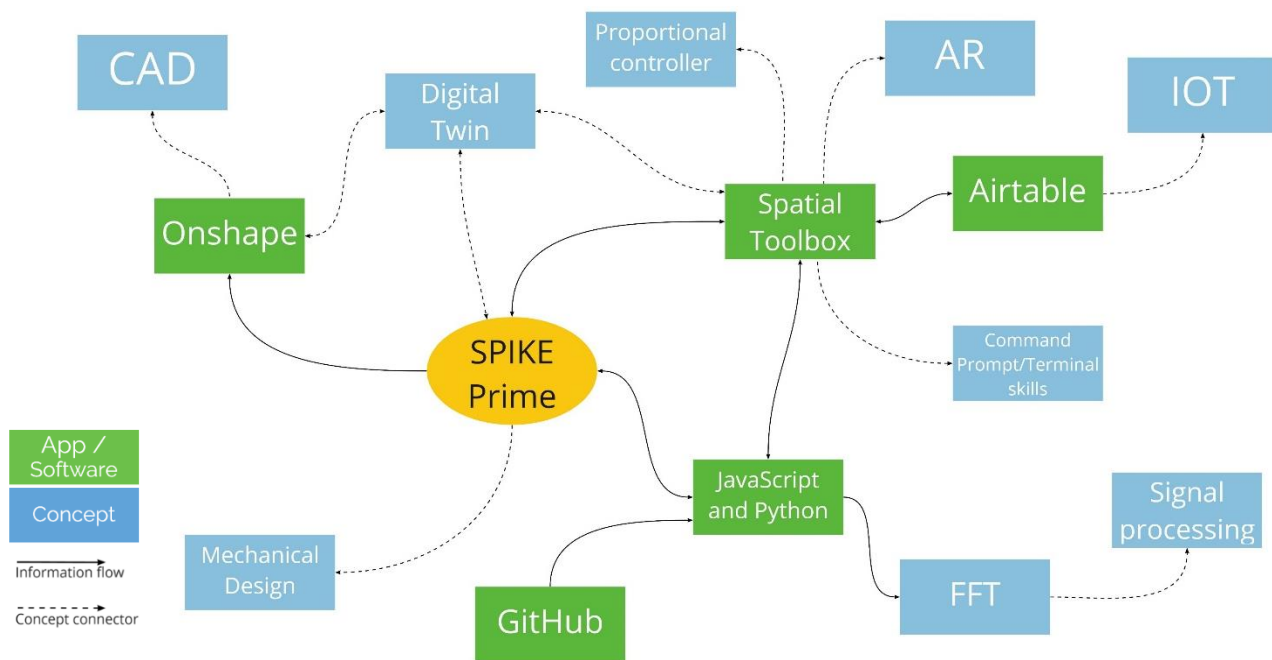 CAD
Digital
Twin
Proportional
controller
AR
IOT
Onshape
Spatial
Toolbox
Airtable
SPIKE
Prime
Command
Prompt/Terminal
skills
App /
Software
Concept
Information flow
Concept connector
Mechanical
Design
JavaScript
and Python
GitHub
FFT
Signal
processing